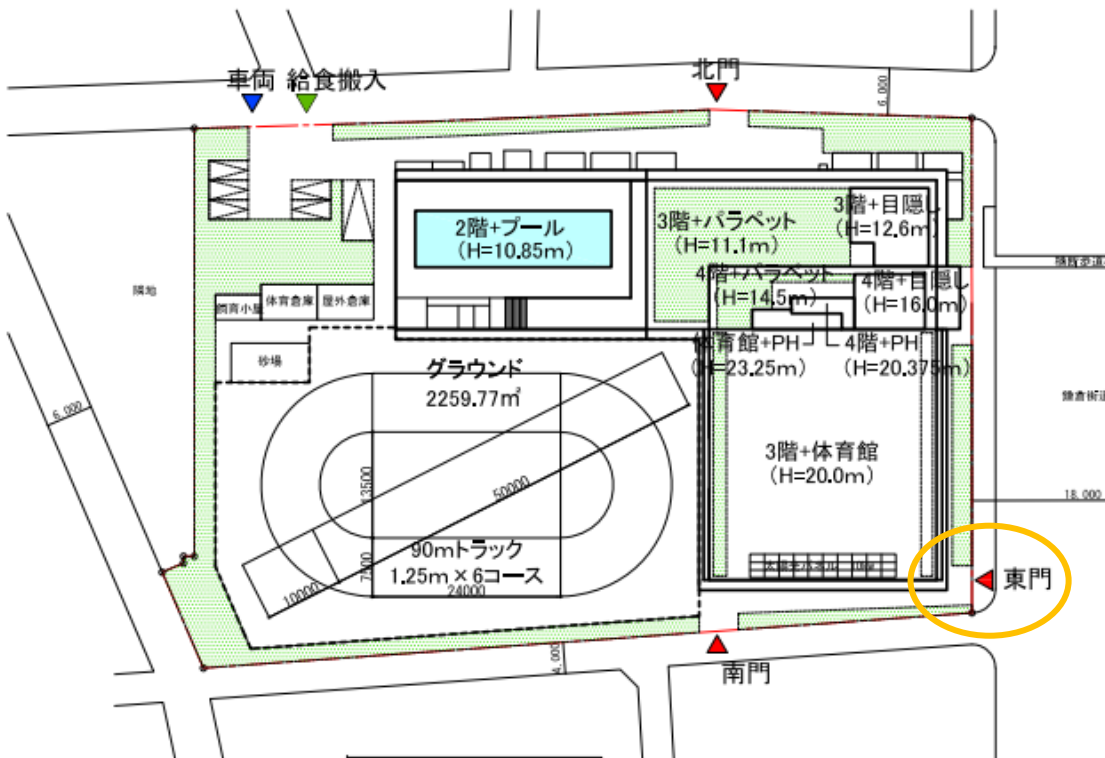 車両 給食搬入
北門
6.000
2階+プール
(H=10.85m)
3階+パラペット
(H=11.1m)
3階+目隠し
(H=12.6m)
4階+パラペット
(H=14.5m)
4階+目隠し
(H=16.0m)
隣地
飼育小屋
体育倉庫
屋外倉庫
体育館+PH
(H=23.25m)
4階+PH
(H=20.375m)
砂場
グラウンド
2259.77㎡
鎌倉街道
6.000
3階+体育館
(H=20.0m)
13500
50000
18.000
90mトラック
1.25m×6コース
7500
10000
24000
東門
4.000
南門